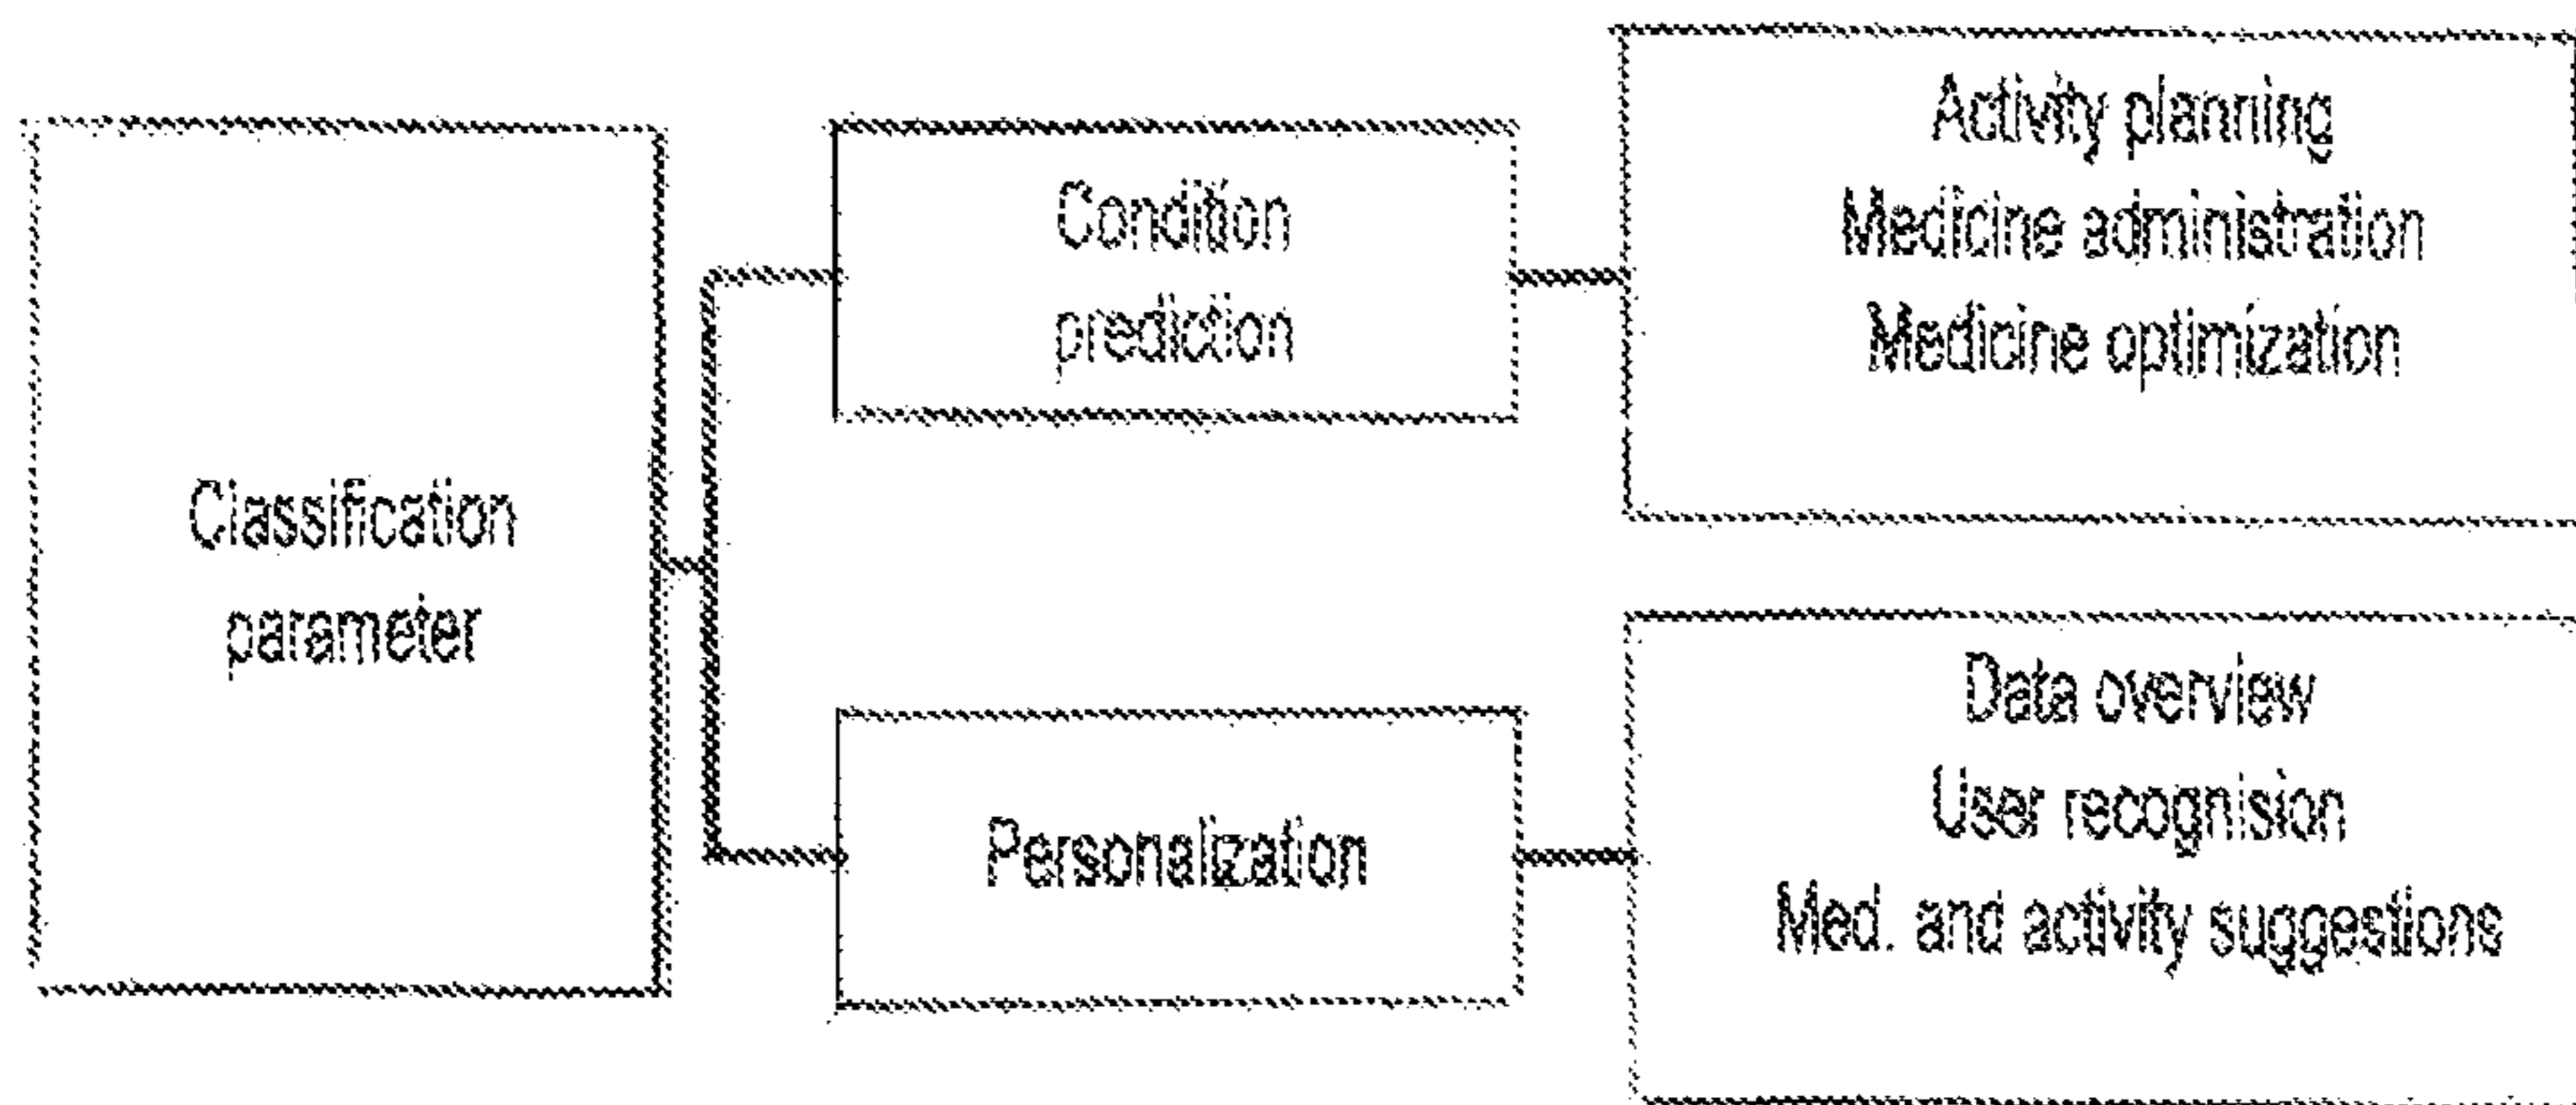 Classification
parameter
Condition
prediction
Personalization
Activity planning
Medicine administration
Medicine optimization
Data overview
User recognision
Med. and activity suggestions